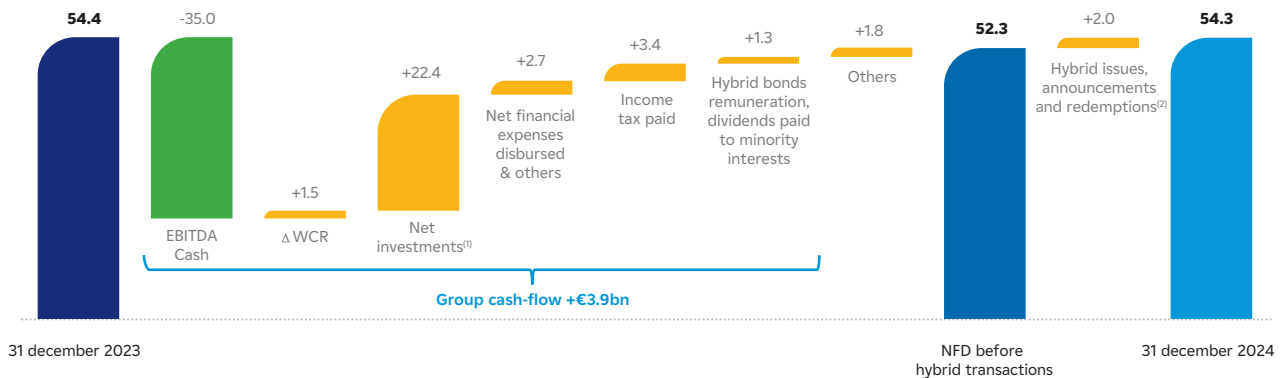 54.4
-35.0
EBITDA
Cash
+1.5
Δ WCR
+22.4
Net
investments(1)
+2.7
Net financial
expenses
disbursed
& others
+3.4
Income
tax paid
+1.3
Hybrid bonds
remuneration,
dividends paid
to minority
interests
+1.8
Others
52.3
+2.0
Hybrid issues,
announcements
and redemptions(2)
54.3
Group cash-flow +€3.9bn
31 december 2023
NFD before
hybrid transactions
31 december 2024